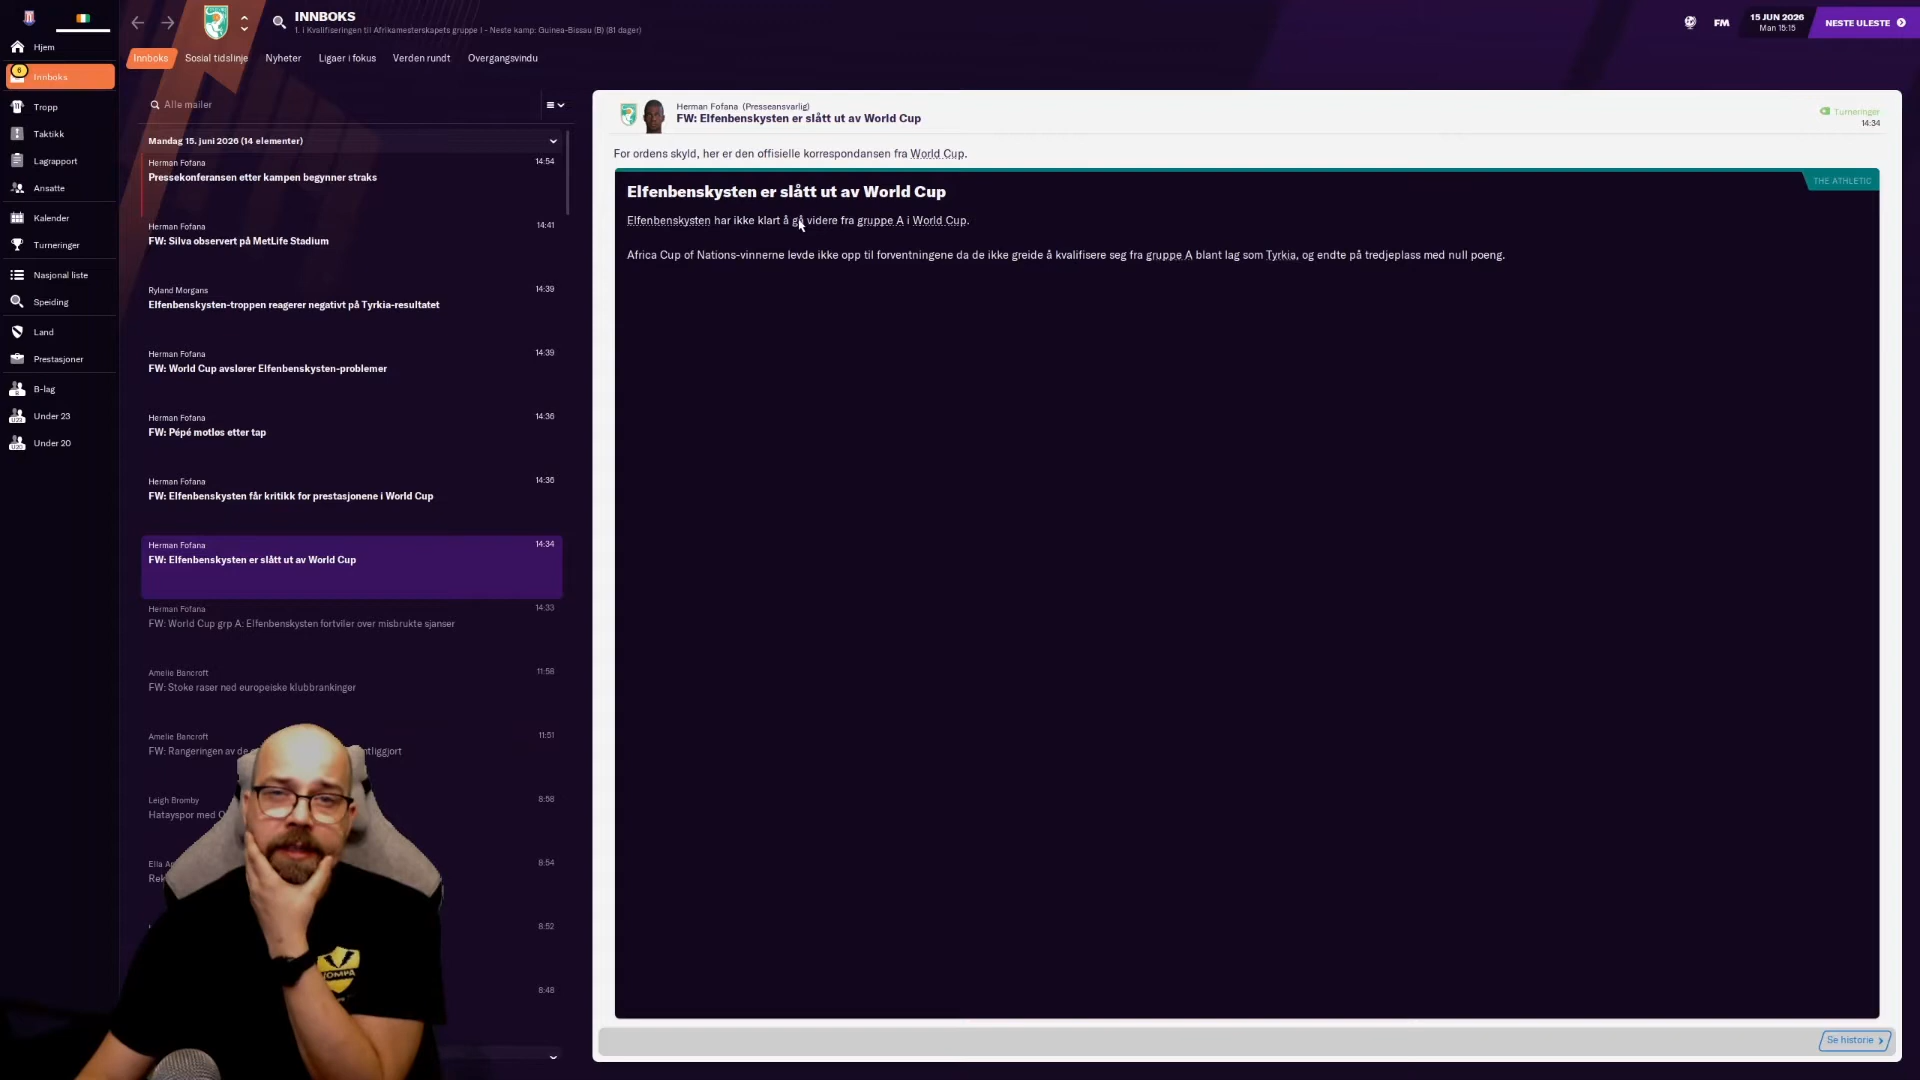 INNBOKS
1. i Kvalifiseringen til Afrikamesterskapets gruppe I - Neste kamp: Guinea-Bissau (B) (81 dager)
FM
15 JUN 2026
Man 15:15
NESTE ULESTE
Innboks
Sosial tidslinje
Nyheter
Ligaer i fokus
Verden rundt
Overgangsvindu
Hjem
6
Innboks
Tropp
Taktikk
Lagrapport
Ansatte
Kalender
Turneringer
Nasjonal liste
Speiding
Land
Prestasjoner
B-lag
Under 23
Under 20
Alle mailer
Mandag 15. juni 2026 (14 elementer)
Herman Fofana 14:54
Pressekonferansen etter kampen begynner straks
Herman Fofana 14:41
FW: Silva observert på MetLife Stadium
Ryland Morgans 14:39
Elfenbenskysten-troppen reagerer negativt på Tyrkia-resultatet
Herman Fofana 14:39
FW: World Cup avslører Elfenbenskysten-problemer
Herman Fofana 14:36
FW: Pépé motløs etter tap
Herman Fofana 14:36
FW: Elfenbenskysten får kritikk for prestasjonene i World Cup
Herman Fofana 14:34
FW: Elfenbenskysten er slått ut av World Cup
Herman Fofana 14:33
FW: World Cup grp A: Elfenbenskysten fortviler over misbrukte sjanser
Amelie Bancroft 11:58
FW: Stoke raser ned europeiske klubbrankinger
Amelie Bancroft 11:51
FW: Rangeringen av de
Leigh Bromby 8:58
Hatayspor med
Ella 8:54
8:52
8:48
Herman Fofana (Presseansvarlig)
FW: Elfenbenskysten er slått ut av World Cup
Turneringer
14:34
For ordens skyld, her er den offisielle korrespondansen fra World Cup.
THE ATHLETIC
Elfenbenskysten er slått ut av World Cup
Elfenbenskysten har ikke klart å gå videre fra gruppe A i World Cup.
Africa Cup of Nations-vinnerne levde ikke opp til forventningene da de ikke greide å kvalifisere seg fra gruppe A blant lag som Tyrkia, og endte på tredjeplass med null poeng.
Se historie